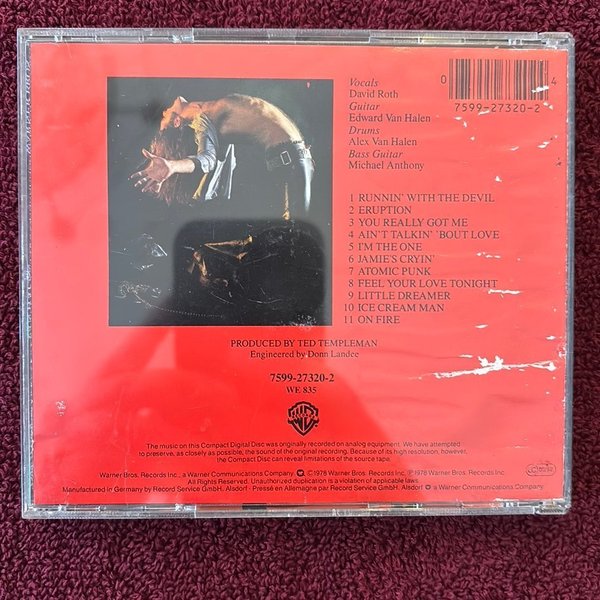 Vocals
David Roth
Guitar
Edward Van Halen
Drums
Alex Van Halen
Bass Guitar
Michael Anthony
0 4
7599-27320-2
1 RUNNIN' WITH THE DEVIL
2 ERUPTION
3 YOU REALLY GOT ME
4 AIN'T TALKIN' 'BOUT LOVE
5 I'M THE ONE
6 JAMIE'S CRYIN'
7 ATOMIC PUNK
8 FEEL YOUR LOVE TONIGHT
9 LITTLE DREAMER
10 ICE CREAM MAN
11 ON FIRE
PRODUCED BY TED TEMPLEMAN
Engineered by Donn Landee
7599-27320-2
WE 835
The music on this Compact Digital Disc was originally recorded on analog equipment. We have attempted
to preserve, as closely as possible, the sound of the original recording. Because of its high resolution, however,
the Compact Disc can reveal limitations of the source tape.
Warner Bros. Records Inc., a Warner Communications Company. ©1978 Warner Bros. Records Inc. ℗1978 Warner Bros. Records Inc.
All Rights Reserved. Unauthorized duplication is a violation of applicable laws.
Manufactured in Germany by Record Service GmbH, Alsdorf · Pressé en Allemagne par Record Service GmbH, Alsdorf a Warner Communications Company